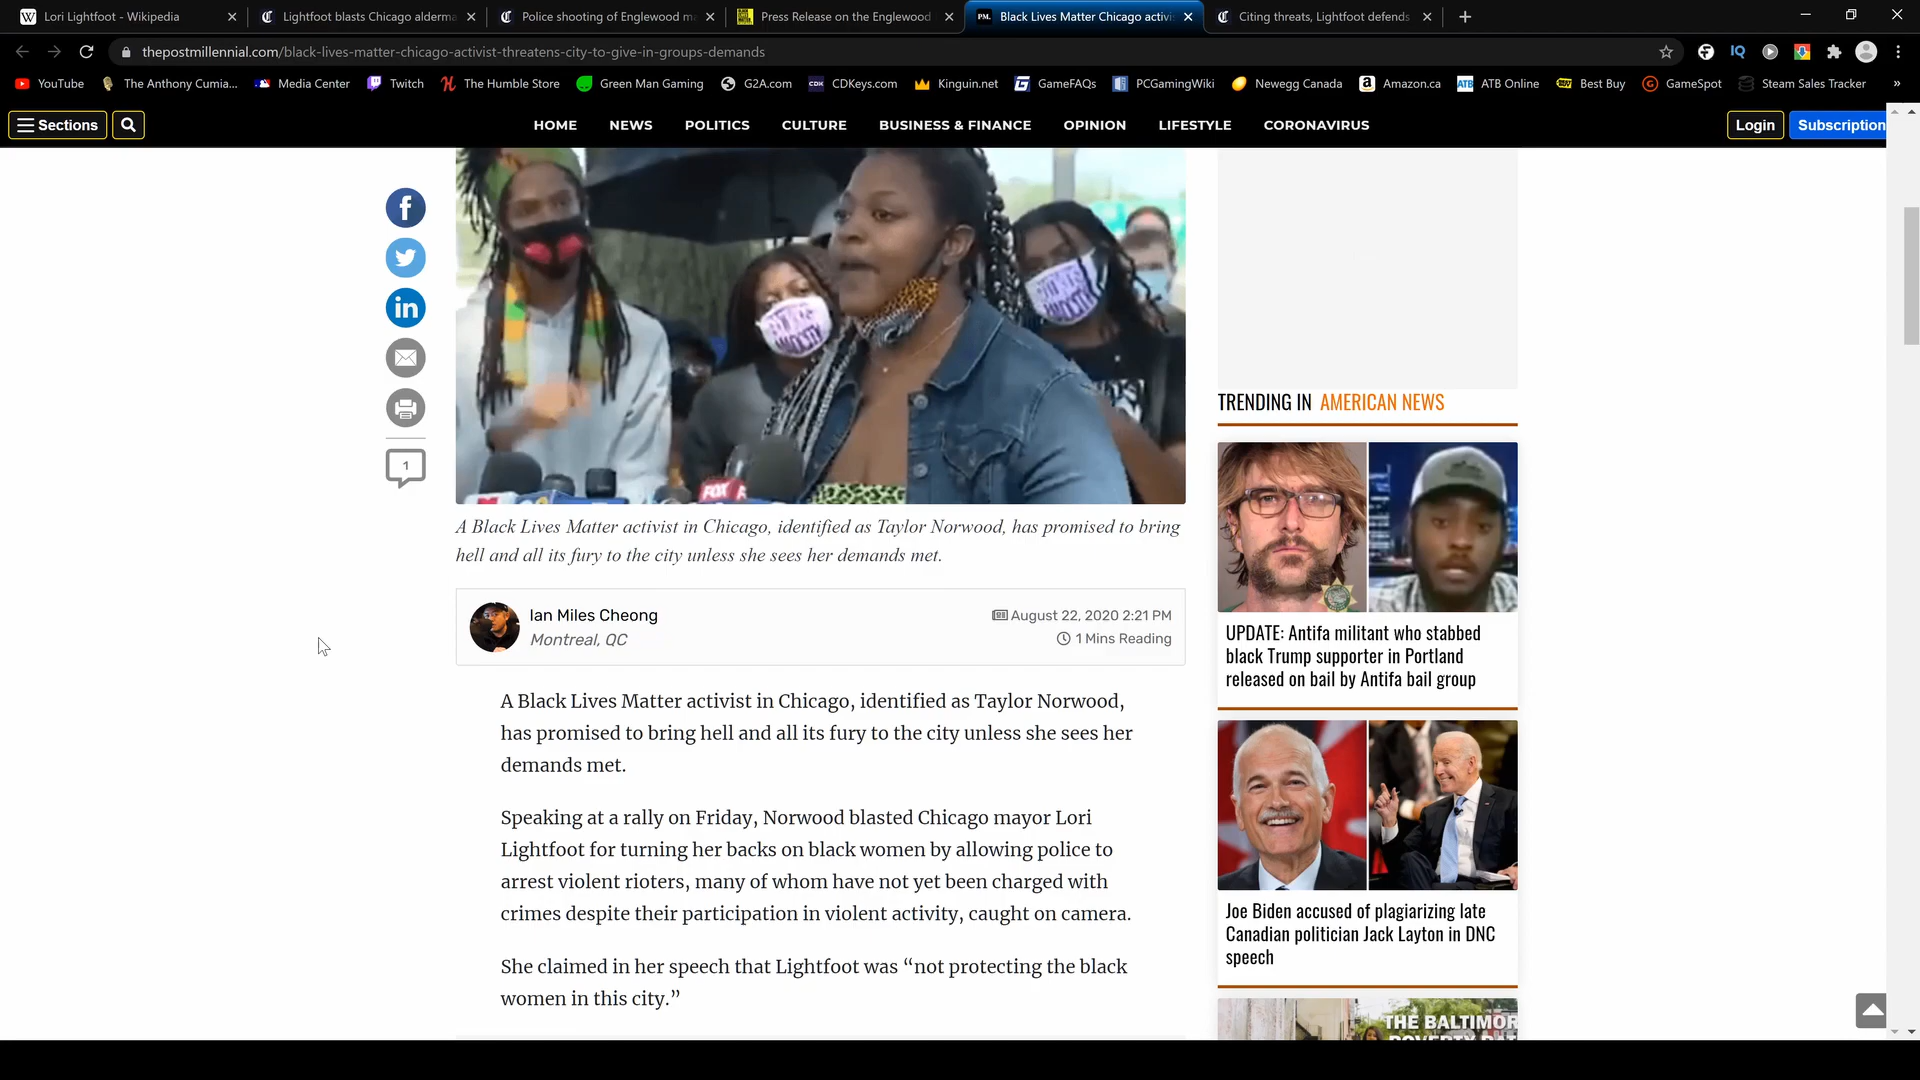 Lori Lightfoot - Wikipedia
Lightfoot blasts Chicago alderma
Police shooting of Englewood m
Press Release on the Englewood
PM.
Black Lives Matter Chicago activi
Citing threats, Lightfoot defends
thepostmillennial.com/black-lives-matter-chicago-activist-threatens-city-to-give-in-groups-demands
YouTube
The Anthony Cumia...
Media Center
Twitch
The Humble Store
Green Man Gaming
G2A.com
CDKeys.com
Kinguin.net
GameFAQs
PCGamingWiki
Newegg Canada
Amazon.ca
ATB Online
Best Buy
GameSpot
Steam Sales Tracker
Sections
HOME
NEWS
POLITICS
CULTURE
BUSINESS & FINANCE
OPINION
LIFESTYLE
CORONAVIRUS
Login
Subscription
1
FOX
A Black Lives Matter activist in Chicago, identified as Taylor Norwood, has promised to bring
hell and all its fury to the city unless she sees her demands met.
Ian Miles Cheong
Montreal, QC
August 22, 2020 2:21 PM
1 Mins Reading
A Black Lives Matter activist in Chicago, identified as Taylor Norwood,
has promised to bring hell and all its fury to the city unless she sees her
demands met.
Speaking at a rally on Friday, Norwood blasted Chicago mayor Lori
Lightfoot for turning her backs on black women by allowing police to
arrest violent rioters, many of whom have not yet been charged with
crimes despite their participation in violent activity, caught on camera.
She claimed in her speech that Lightfoot was “not protecting the black
women in this city.”
TRENDING IN AMERICAN NEWS
UPDATE: Antifa militant who stabbed
black Trump supporter in Portland
released on bail by Antifa bail group
Joe Biden accused of plagiarizing late
Canadian politician Jack Layton in DNC
speech
THE BALTIMOR